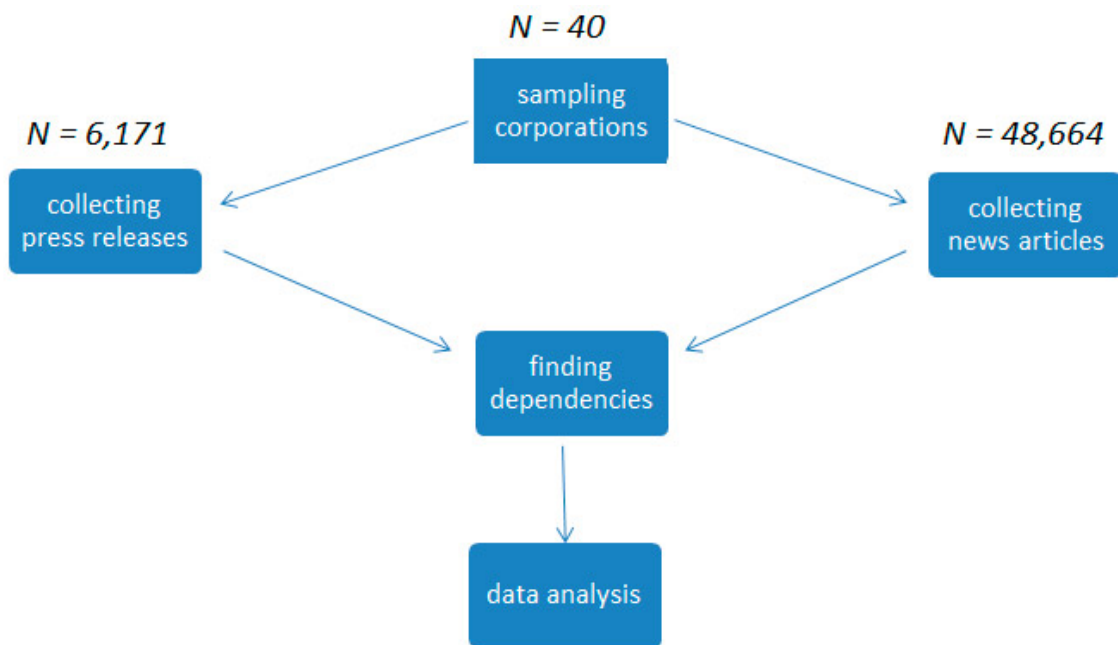 N = 40
sampling
corporations
N = 6,171
collecting
press releases
N = 48,664
collecting
news articles
finding
dependencies
data analysis